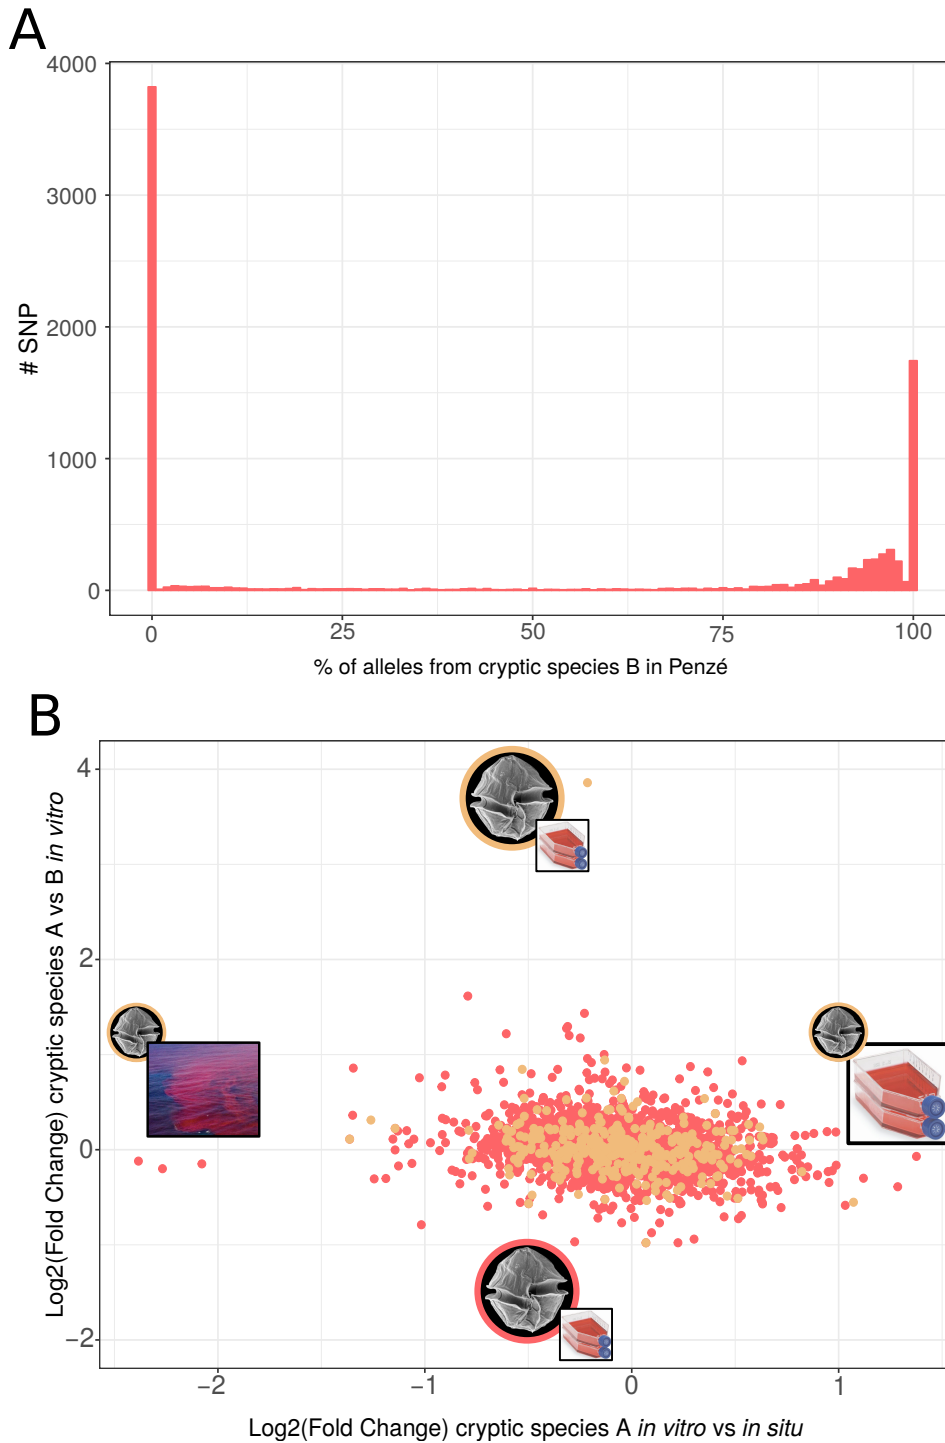 A
4000
3000
2000
1000
0
# SNP
0 25 50 75 100
% of alleles from cryptic species B in Penzé
B
4
2
0
−2
Log2(Fold Change) cryptic species A vs B in vitro
−2 −1 0 1
Log2(Fold Change) cryptic species A in vitro vs in situ